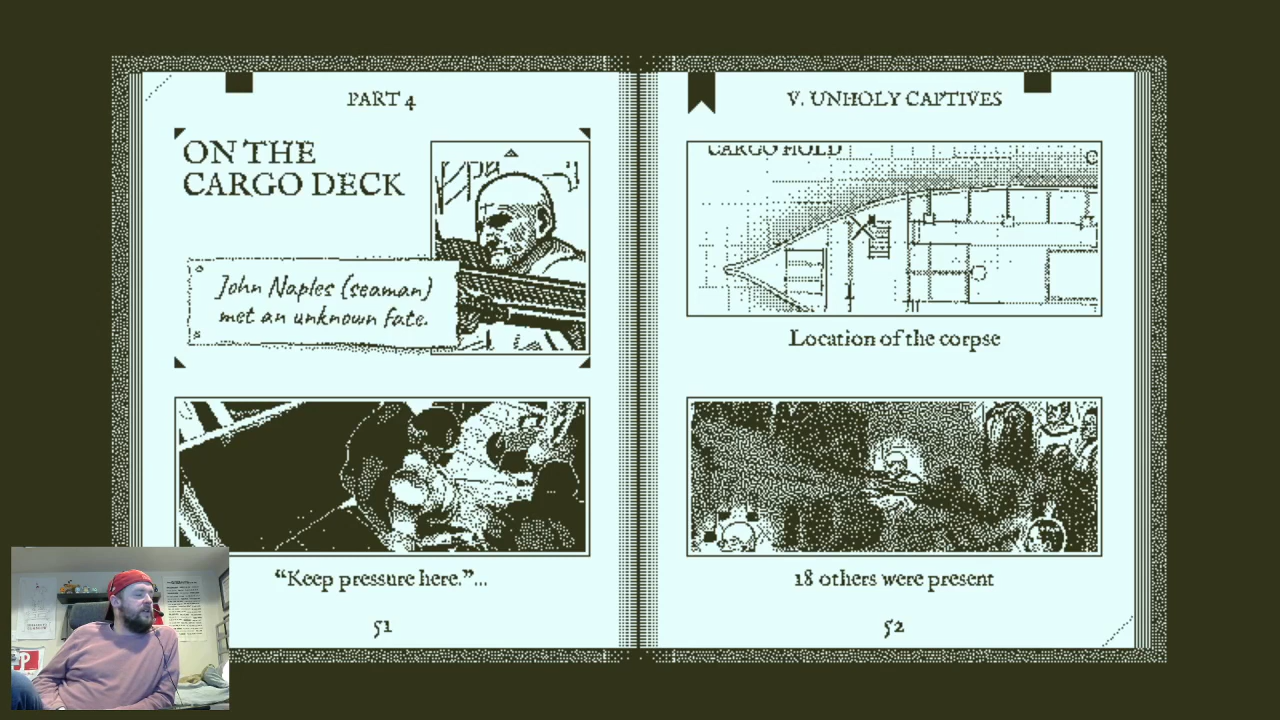 PART 4
ON THE
CARGO DECK
John Naples (seaman)
met an unknown fate.
"Keep pressure here."...
51
V. UNHOLY CAPTIVES
CARGO HOLD
Location of the corpse
18 others were present
52